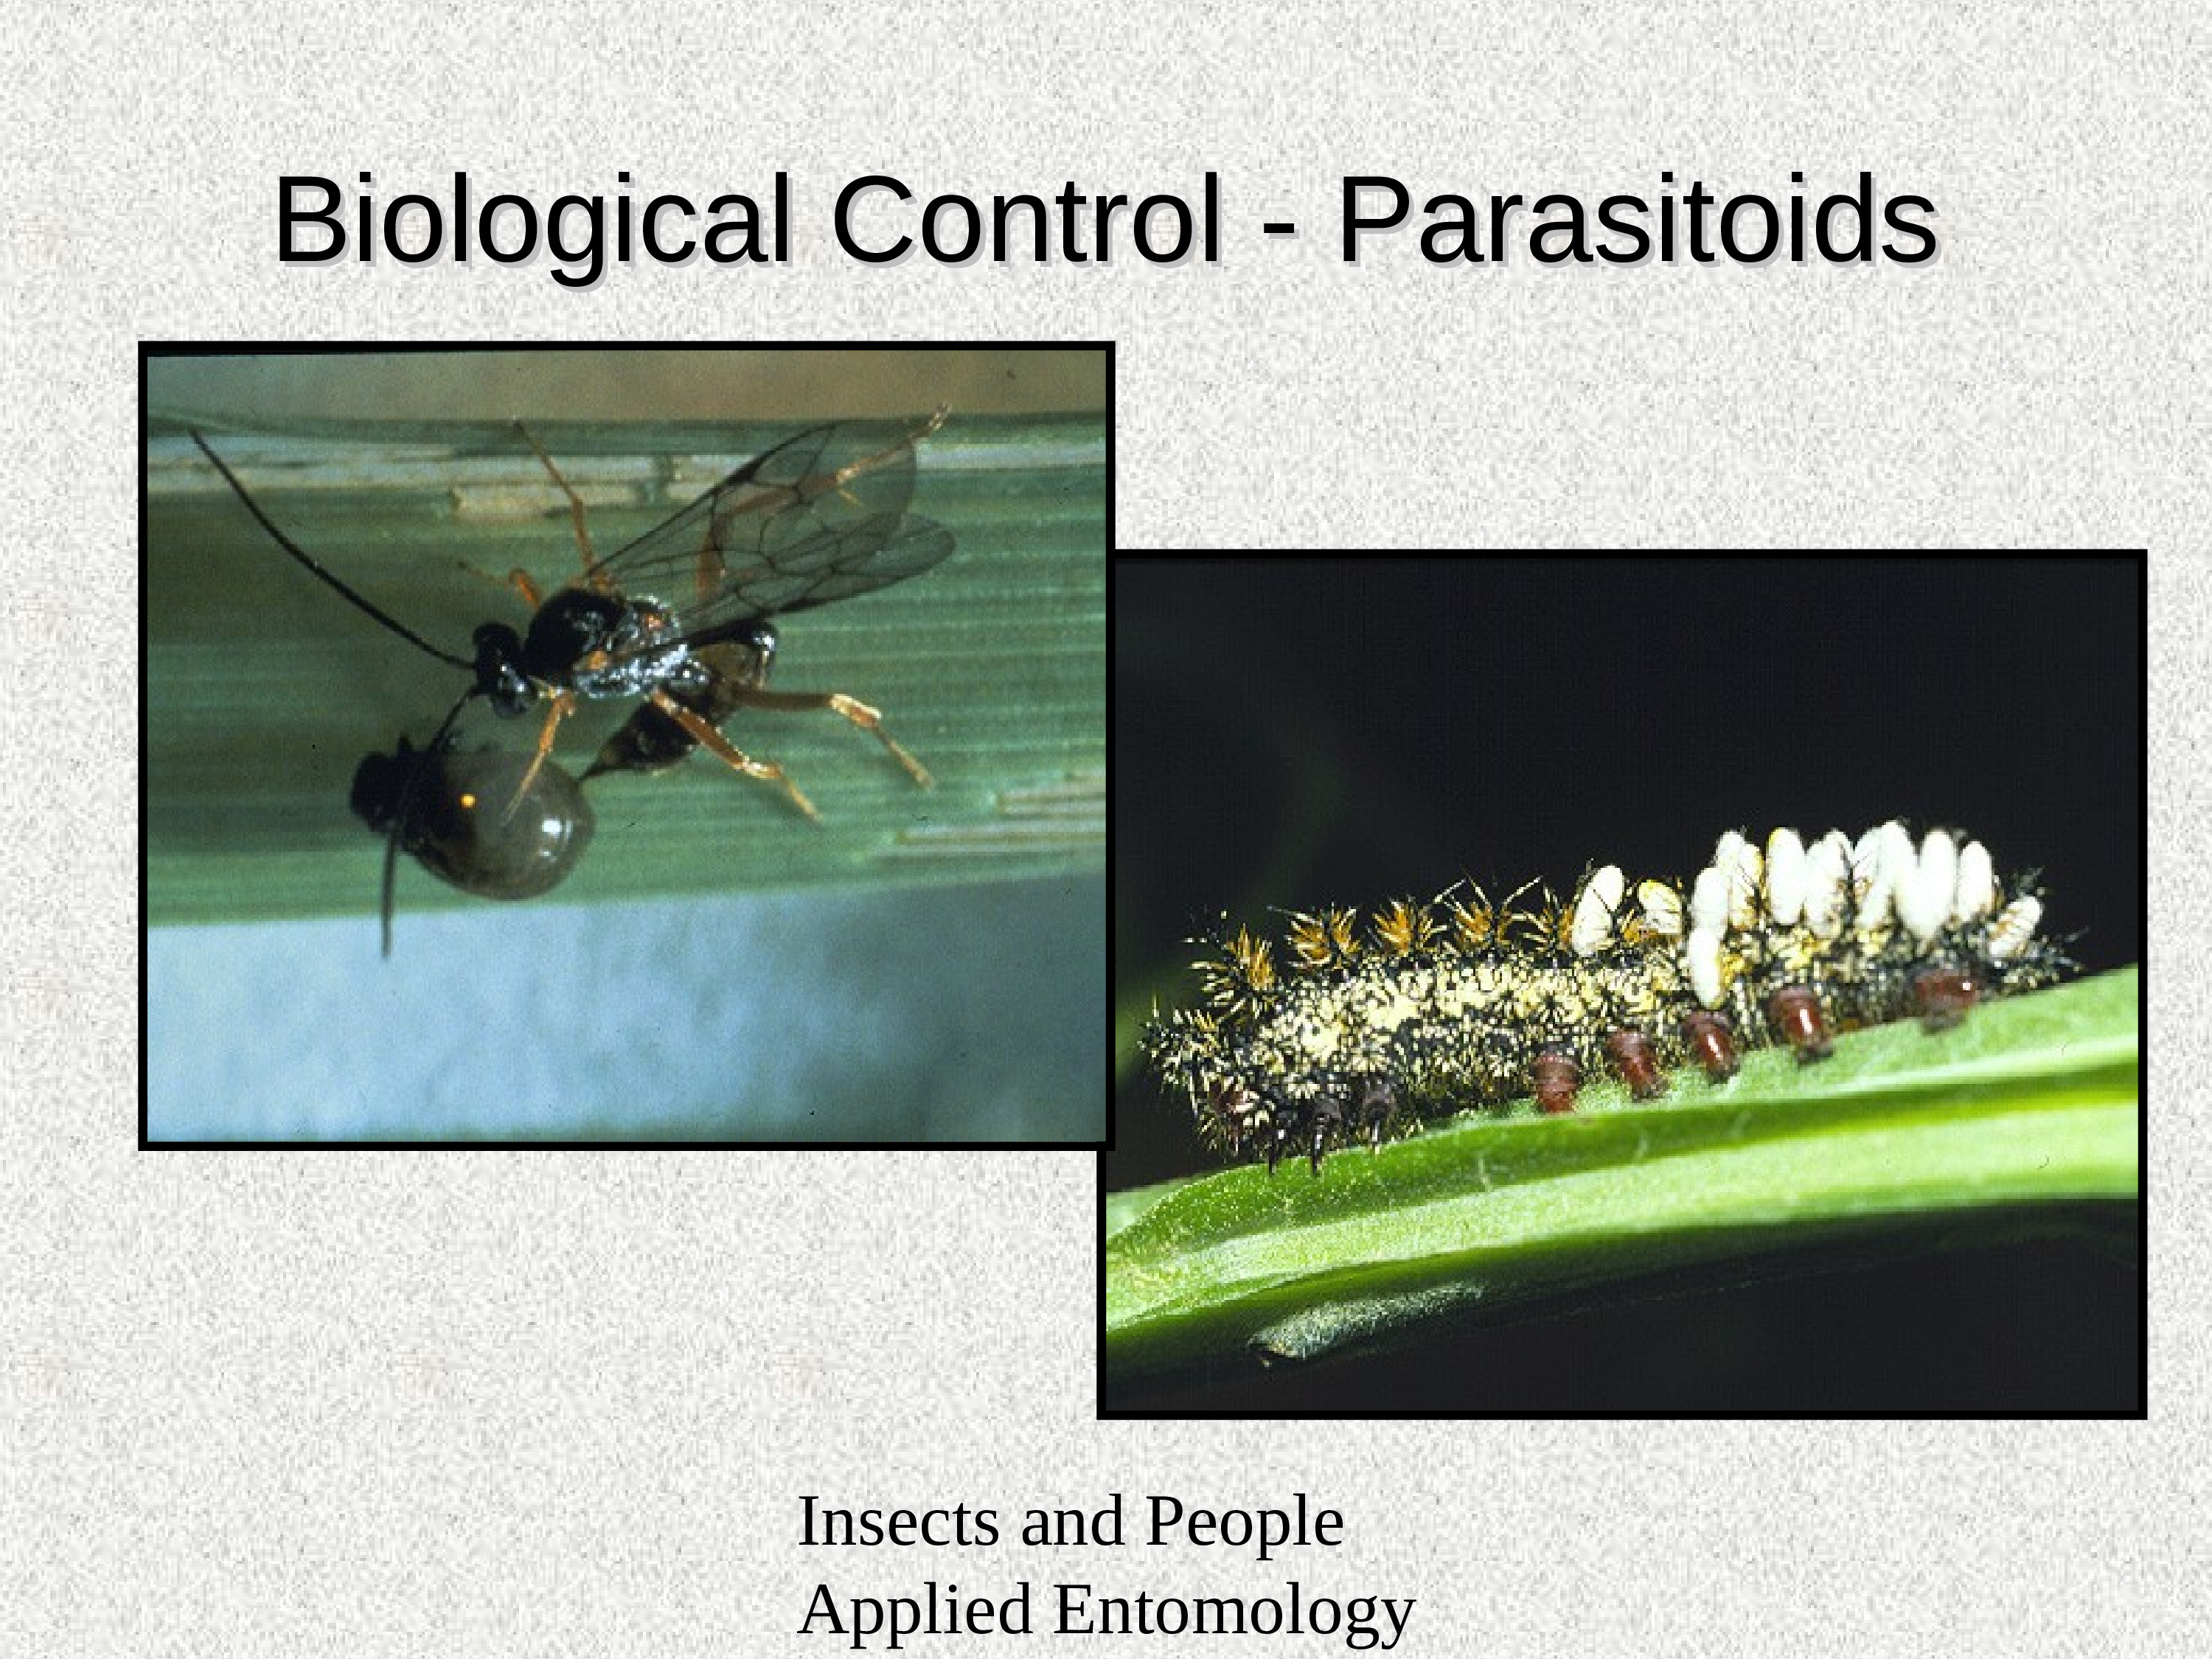 Biological Control - Parasitoids
Insects and People
Applied Entomology